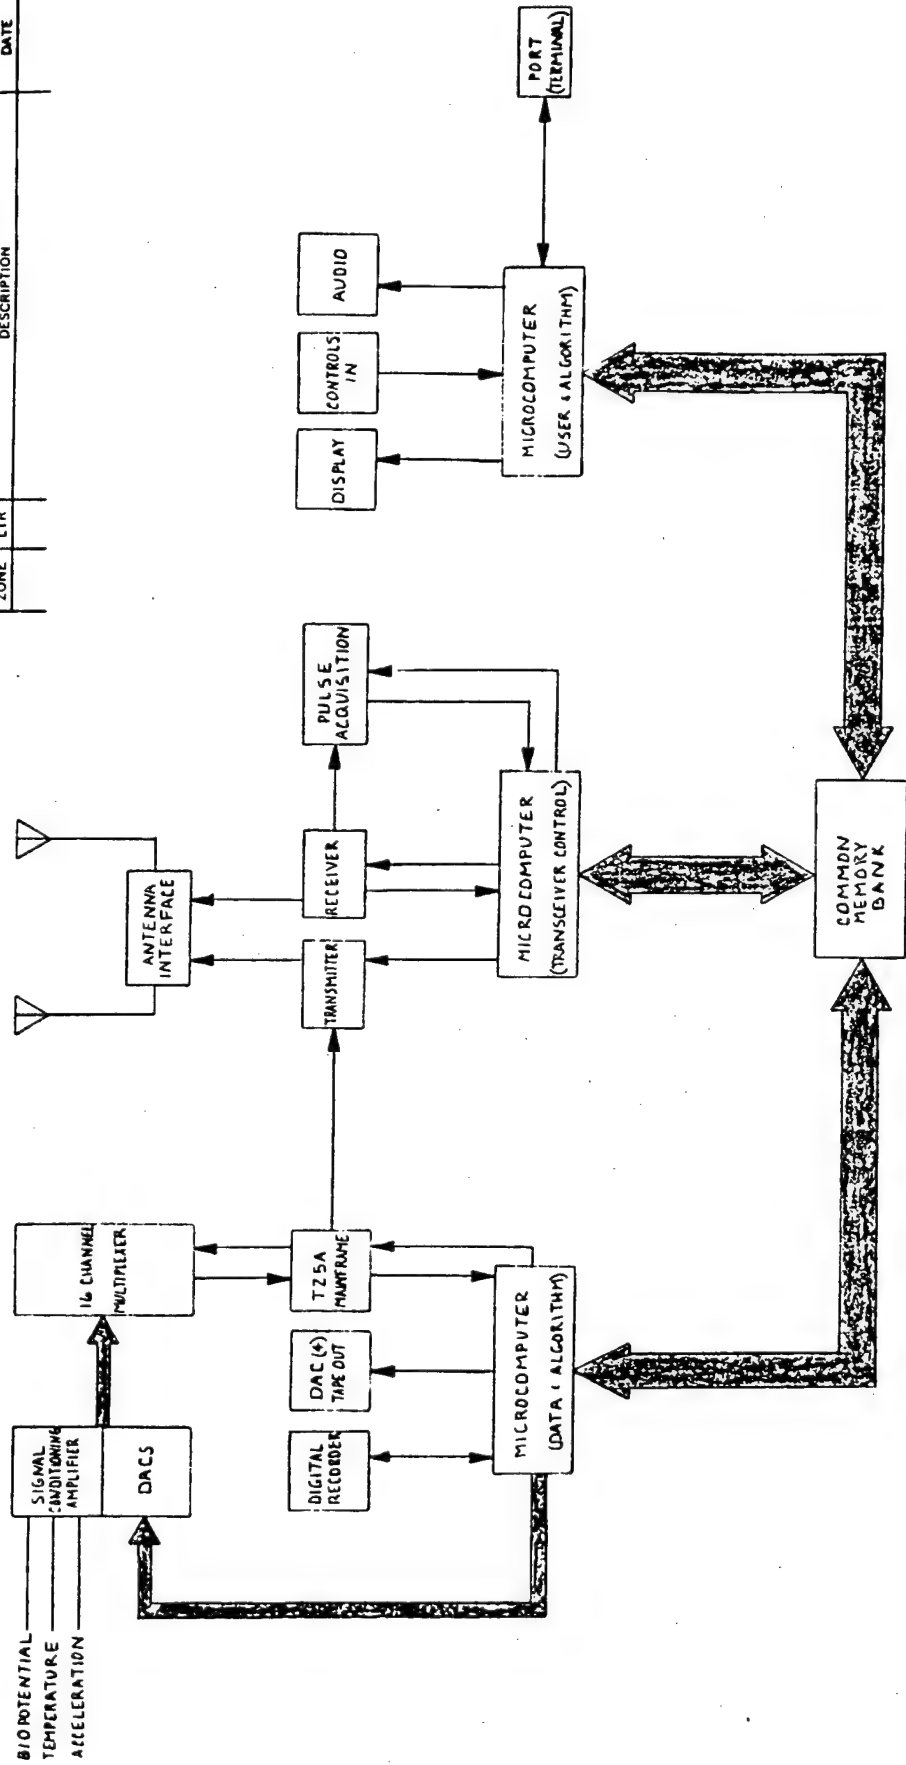 ZONE
LTR
DESCRIPTION
DATE
BIOPOTENTIAL
TEMPERATURE
ACCELERATION
SIGNAL
CONDITIONING
AMPLIFIER
DACS
16 CHANNEL
MULTIPLEXER
ANTENNA
INTERFACE
DIGITAL
RECORDER
DAC (4)
TAPE OUT
TZ5A
MAINFRAME
TRANSMITTER
RECEIVER
PULSE
ACQUISITION
DISPLAY
CONTROLS
IN
AUDIO
PORT
(TERMINAL)
MICROCOMPUTER
(DATA & ALGORITHM)
MICROCOMPUTER
(TRANSCEIVER CONTROL)
MICROCOMPUTER
(USER & ALGORITHM)
COMMON
MEMORY
BANK